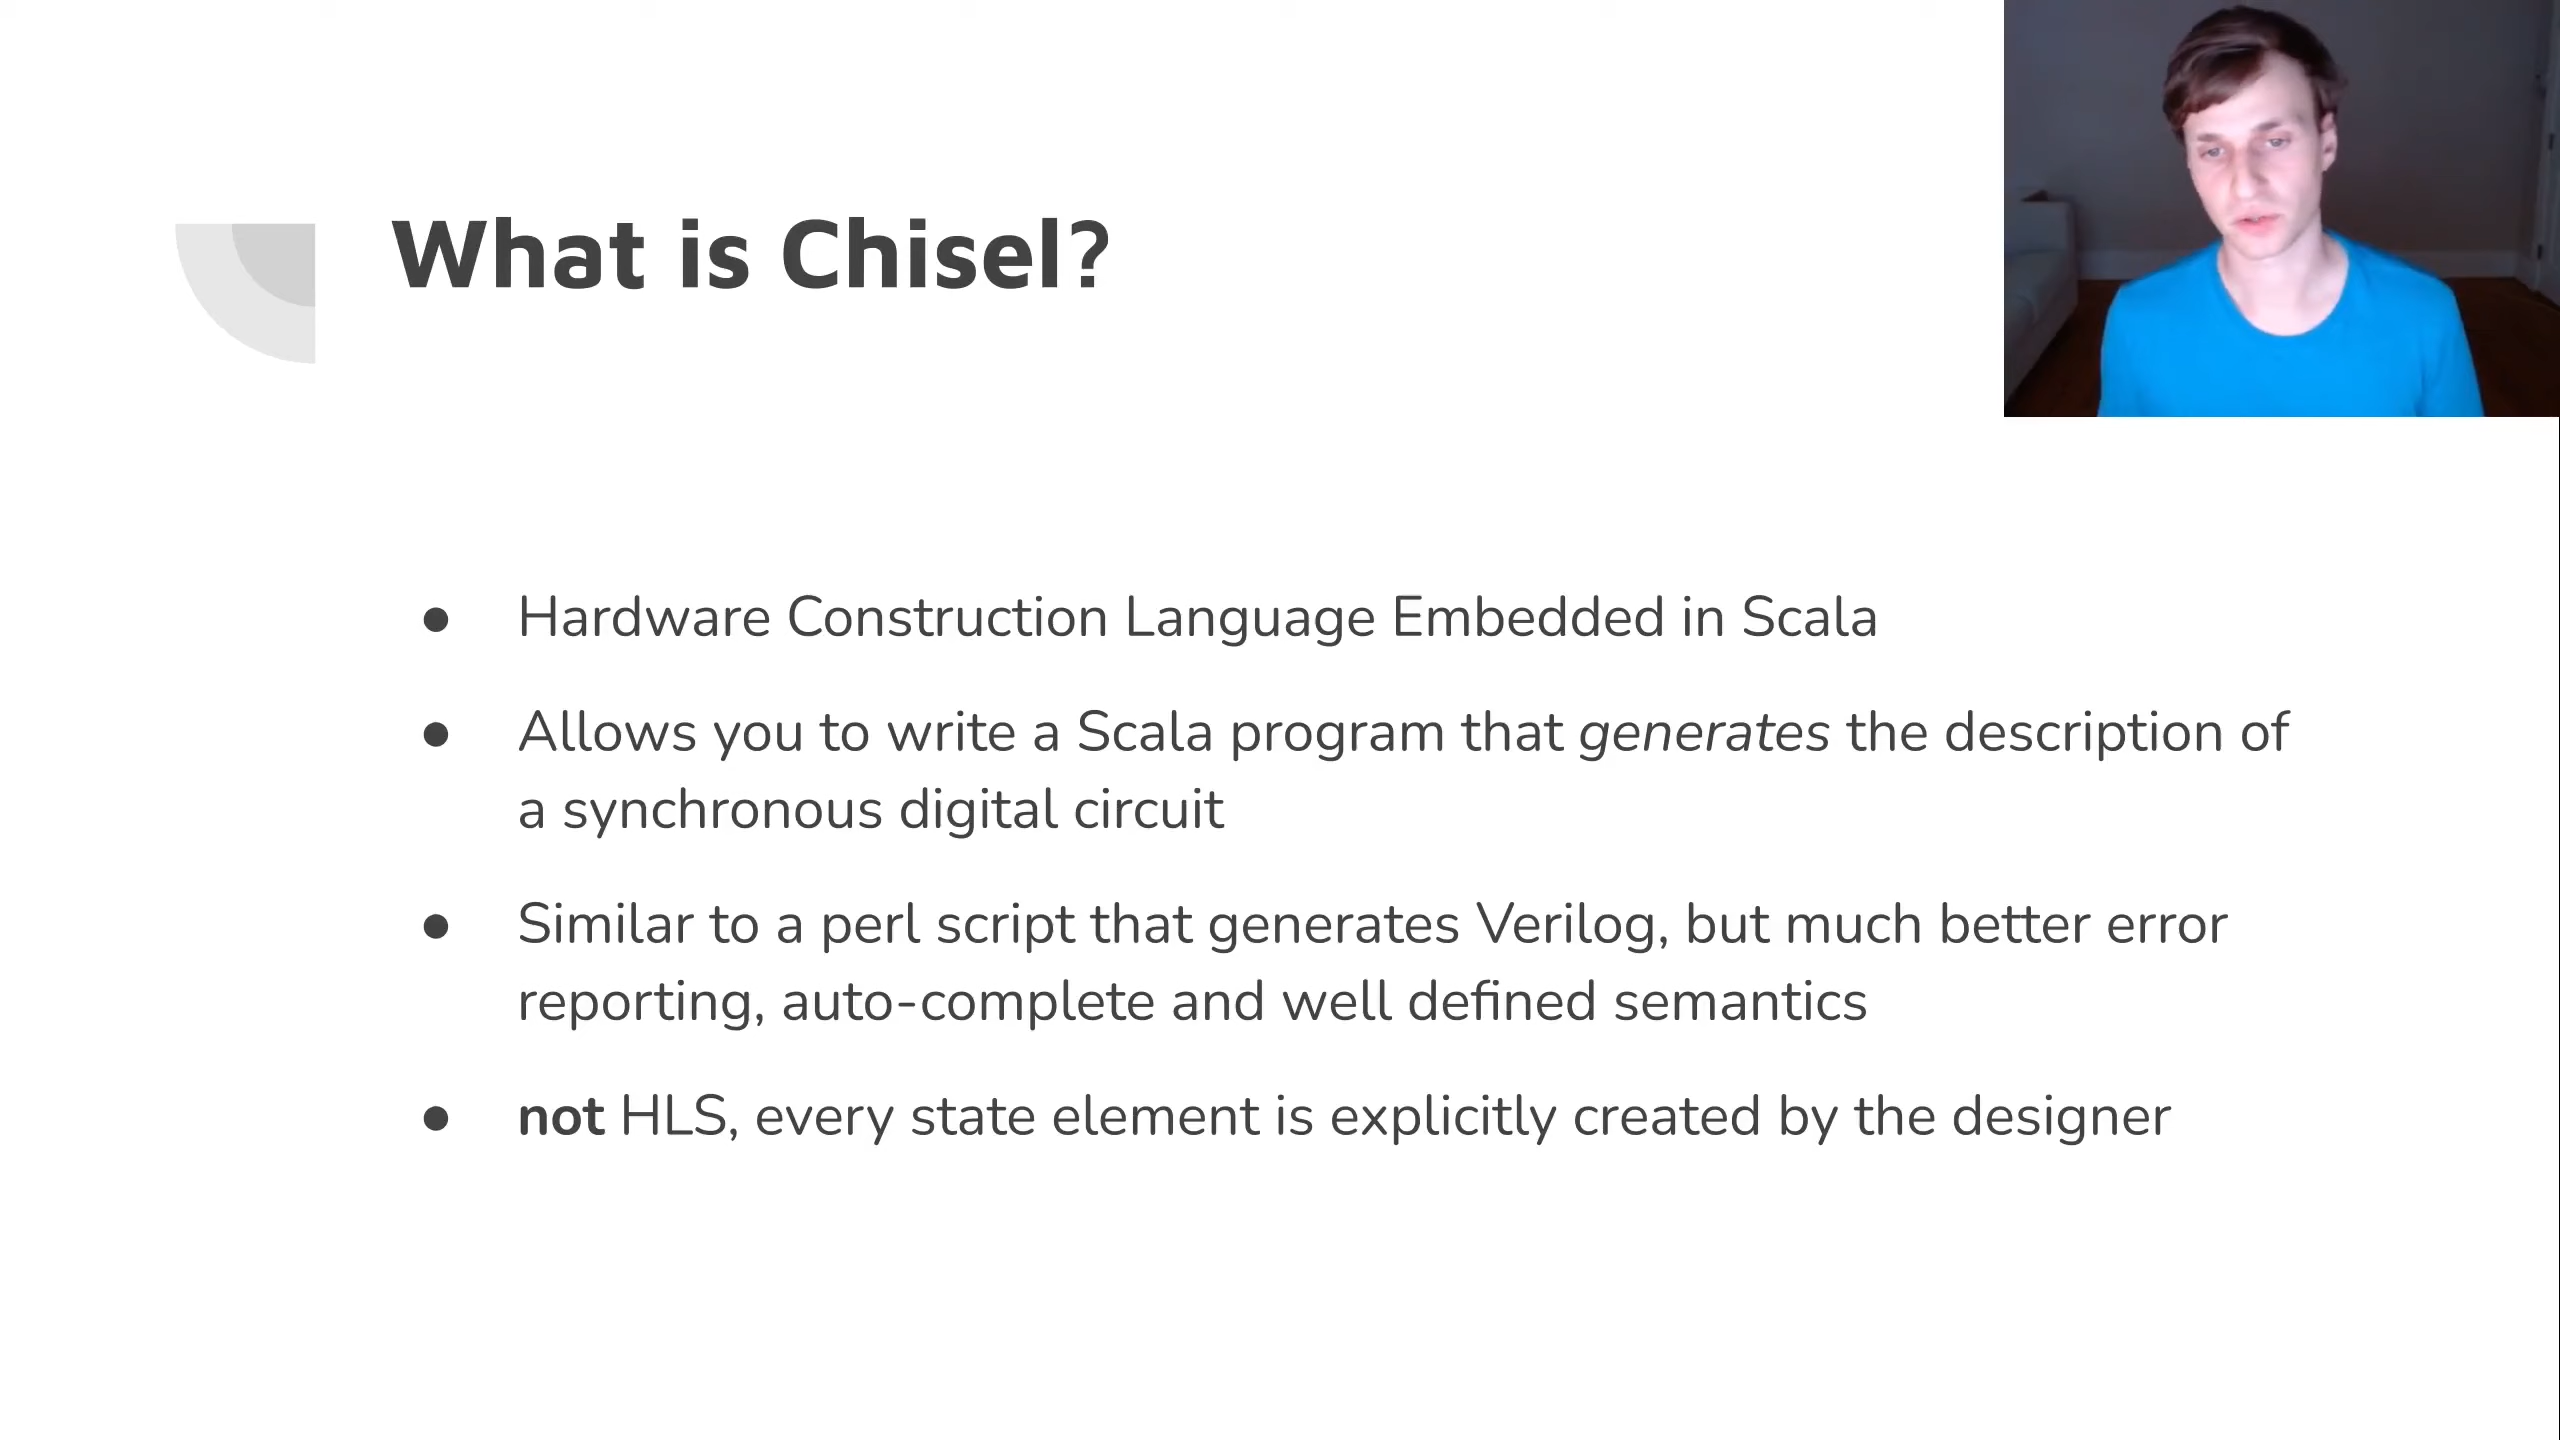 What is Chisel?
● Hardware Construction Language Embedded in Scala
● Allows you to write a Scala program that generates the description of
a synchronous digital circuit
● Similar to a perl script that generates Verilog, but much better error
reporting, auto-complete and well defined semantics
● not HLS, every state element is explicitly created by the designer